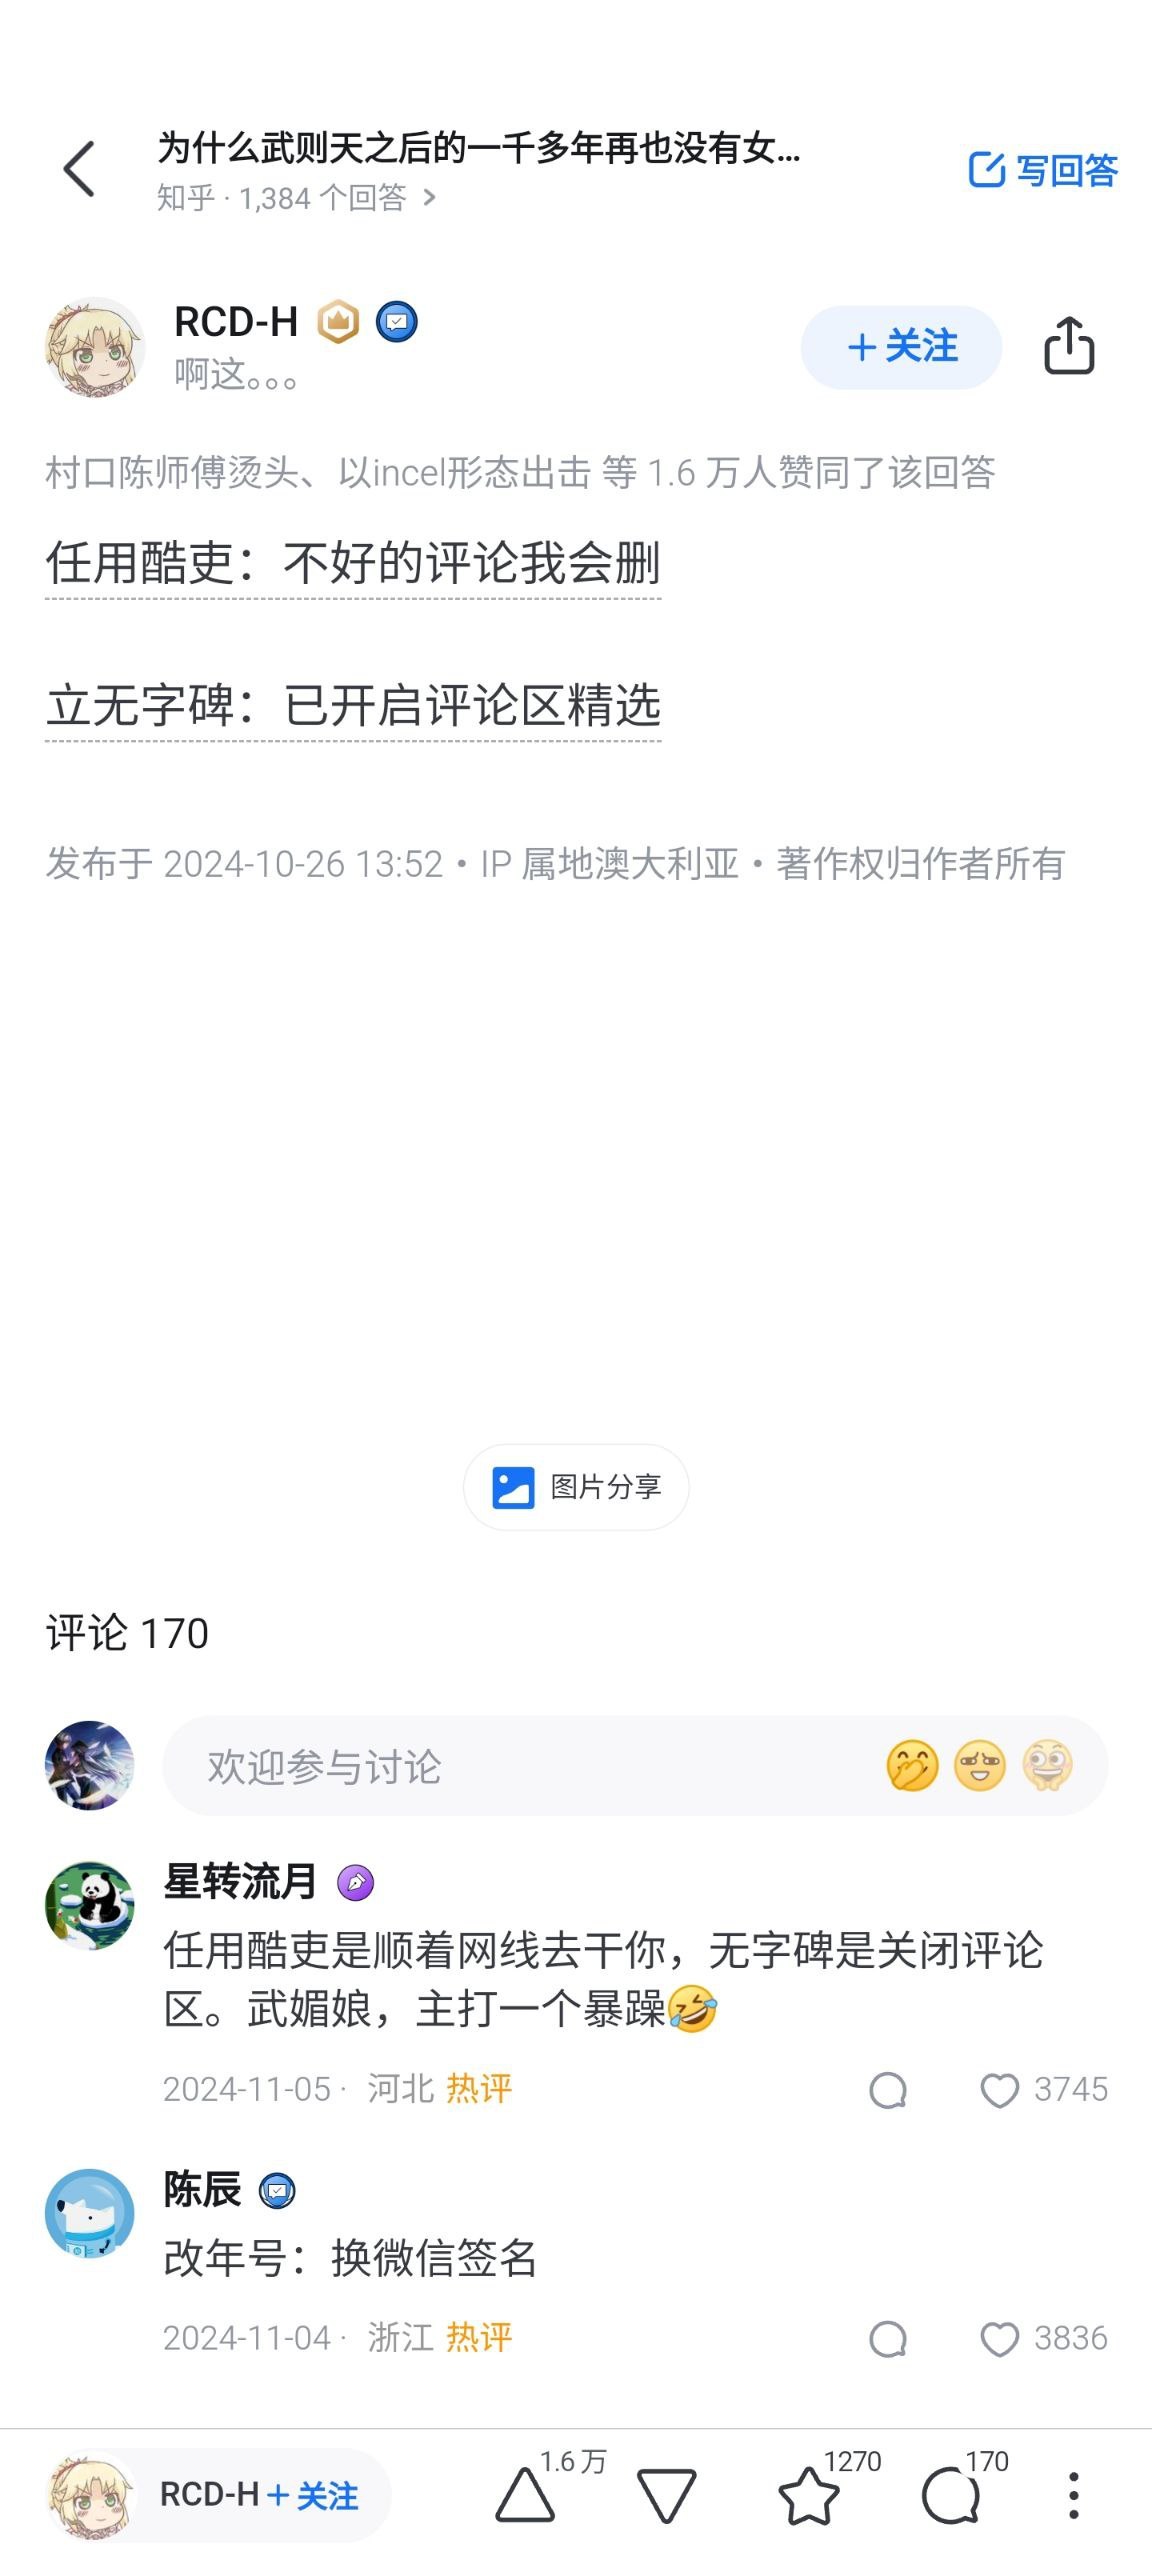 为什么武则天之后的一千多年再也没有女...
知乎 · 1,384 个回答
写回答
RCD-H
啊这。。。
+ 关注
村口陈师傅烫头、以incel形态出击 等 1.6 万人赞同了该回答
任用酷吏：不好的评论我会删
立无字碑：已开启评论区精选
发布于 2024-10-26 13:52 • IP 属地澳大利亚 • 著作权归作者所有
图片分享
评论 170
欢迎参与讨论
星转流月
任用酷吏是顺着网线去干你，无字碑是关闭评论
区。武媚娘，主打一个暴躁🤣
2024-11-05 · 河北 热评
3745
陈辰
改年号：换微信签名
2024-11-04 · 浙江 热评
3836
RCD-H + 关注
1.6 万
1270
170